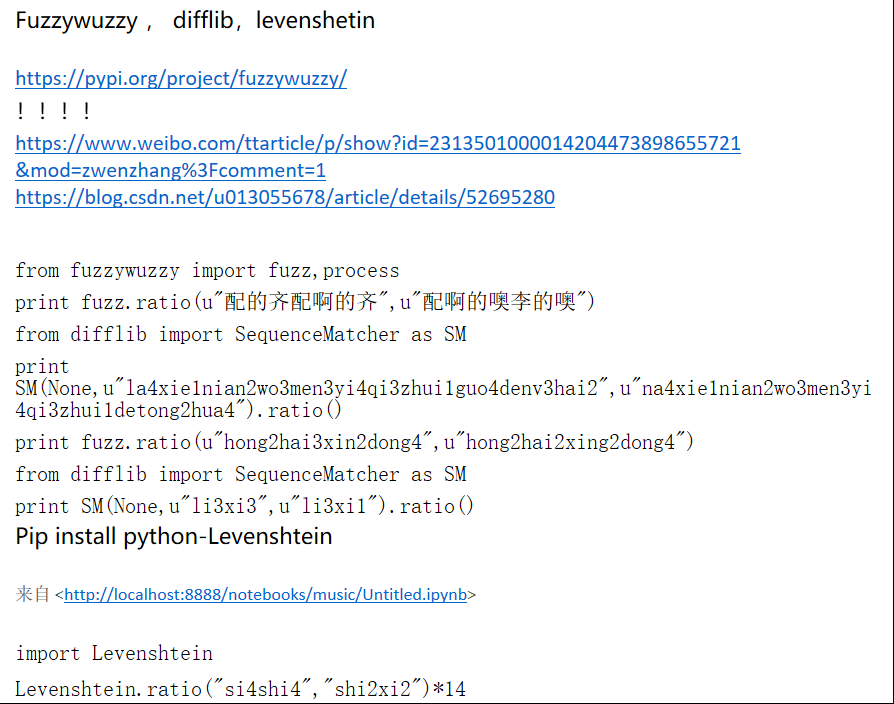 Fuzzywuzzy ， difflib，levenshetin
https://pypi.org/project/fuzzywuzzy/
！！！！
https://www.weibo.com/ttarticle/p/show?id=2313501000014204473898655721
&mod=zwenzhang%3Fcomment=1
https://blog.csdn.net/u013055678/article/details/52695280
from fuzzywuzzy import fuzz,process
print fuzz.ratio(u"配的齐配啊的齐",u"配啊的噢李的噢")
from difflib import SequenceMatcher as SM
print
SM(None,u"la4xie1nian2wo3men3yi4qi3zhui1guo4denv3hai2",u"na4xie1nian2wo3men3yi
4qi3zhui1detong2hua4").ratio()
print fuzz.ratio(u"hong2hai3xin2dong4",u"hong2hai2xing2dong4")
from difflib import SequenceMatcher as SM
print SM(None,u"li3xi3",u"li3xi1").ratio()
Pip install python-Levenshtein
来自 <http://localhost:8888/notebooks/music/Untitled.ipynb>
import Levenshtein
Levenshtein.ratio("si4shi4","shi2xi2")*14